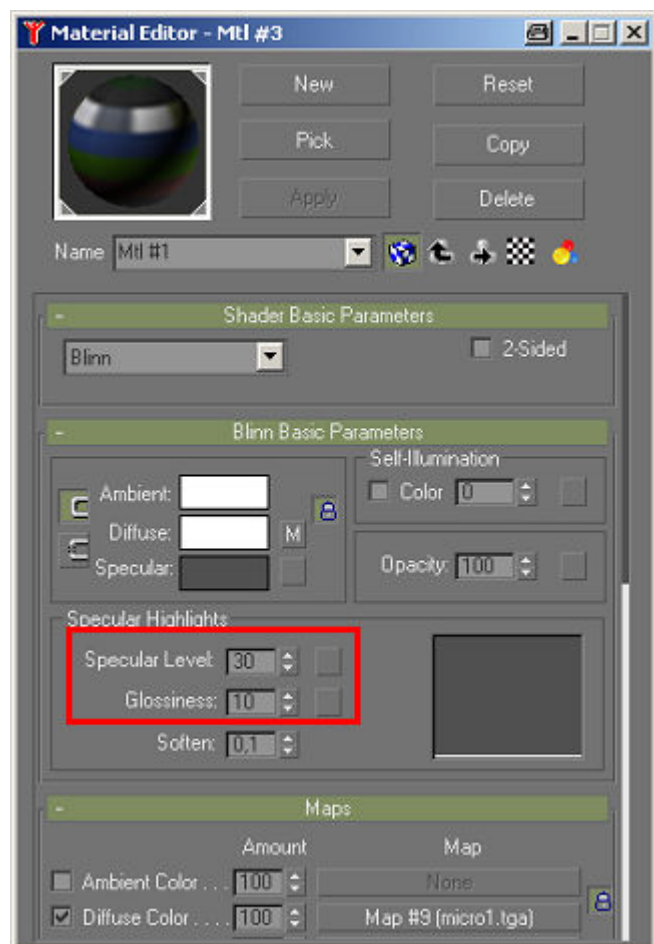 Material Editor - Mtl #3
New Reset
Pick Copy
Apply Delete
Name Mtl #1
- Shader Basic Parameters
Blinn 2-Sided
- Blinn Basic Parameters
Self-Illumination
Ambient: Color 0
Diffuse: M
Specular: Opacity: 100
Specular Highlights
Specular Level: 30
Glossiness: 10
Soften: 0,1
- Maps
Amount Map
Ambient Color . . . 100 None
Diffuse Color . . . . 100 Map #9 (micro1.tga)